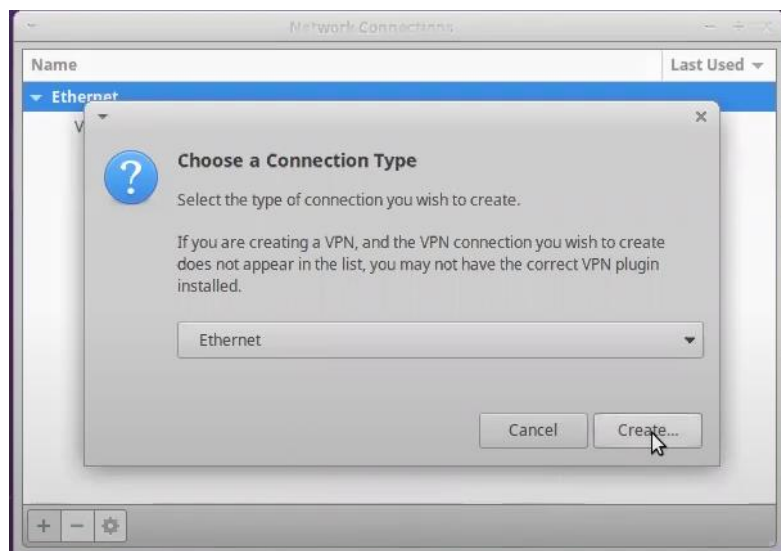 Network Connections
Name
Last Used
Ethernet
V
Choose a Connection Type
Select the type of connection you wish to create.
If you are creating a VPN, and the VPN connection you wish to create
does not appear in the list, you may not have the correct VPN plugin
installed.
Ethernet
Cancel
Create...